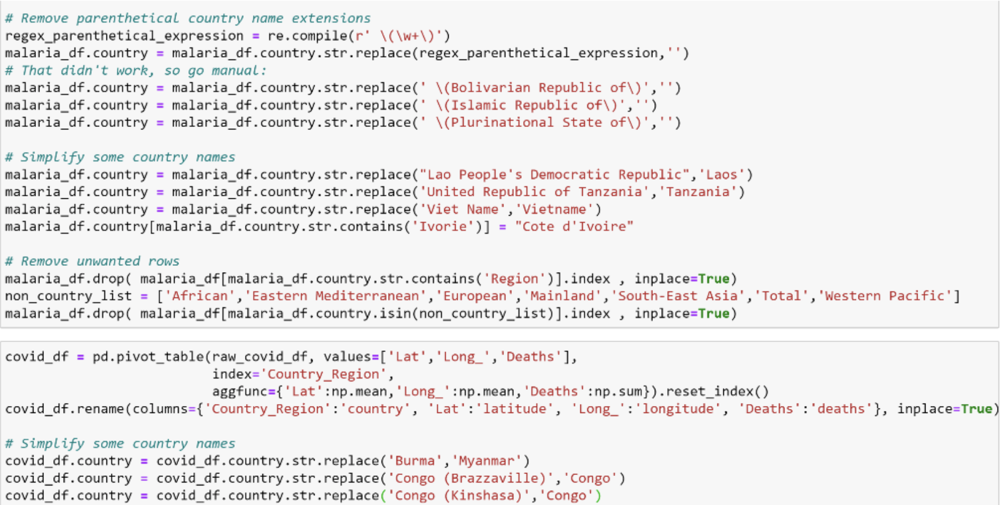 # Remove parenthetical country name extensions
regex_parenthetical_expression = re.compile(r' \(\w+\)')
malaria_df.country = malaria_df.country.str.replace(regex_parenthetical_expression,'')
# That didn't work, so go manual:
malaria_df.country = malaria_df.country.str.replace(' \(Bolivarian Republic of\)','')
malaria_df.country = malaria_df.country.str.replace(' \(Islamic Republic of\)','')
malaria_df.country = malaria_df.country.str.replace(' \(Plurinational State of\)','')
# Simplify some country names
malaria_df.country = malaria_df.country.str.replace("Lao People's Democratic Republic",'Laos')
malaria_df.country = malaria_df.country.str.replace('United Republic of Tanzania','Tanzania')
malaria_df.country = malaria_df.country.str.replace('Viet Name','Vietname')
malaria_df.country[malaria_df.country.str.contains('Ivorie')] = "Cote d'Ivoire"
# Remove unwanted rows
malaria_df.drop( malaria_df[malaria_df.country.str.contains('Region')].index , inplace=True)
non_country_list = ['African','Eastern Mediterranean','European','Mainland','South-East Asia','Total','Western Pacific']
malaria_df.drop( malaria_df[malaria_df.country.isin(non_country_list)].index , inplace=True)
covid_df = pd.pivot_table(raw_covid_df, values=['Lat','Long_','Deaths'],
index='Country_Region',
aggfunc={'Lat':np.mean,'Long_':np.mean,'Deaths':np.sum}).reset_index()
covid_df.rename(columns={'Country_Region':'country', 'Lat':'latitude', 'Long_':'longitude', 'Deaths':'deaths'}, inplace=True)
# Simplify some country names
covid_df.country = covid_df.country.str.replace('Burma','Myanmar')
covid_df.country = covid_df.country.str.replace('Congo (Brazzaville)','Congo')
covid_df.country = covid_df.country.str.replace('Congo (Kinshasa)','Congo')